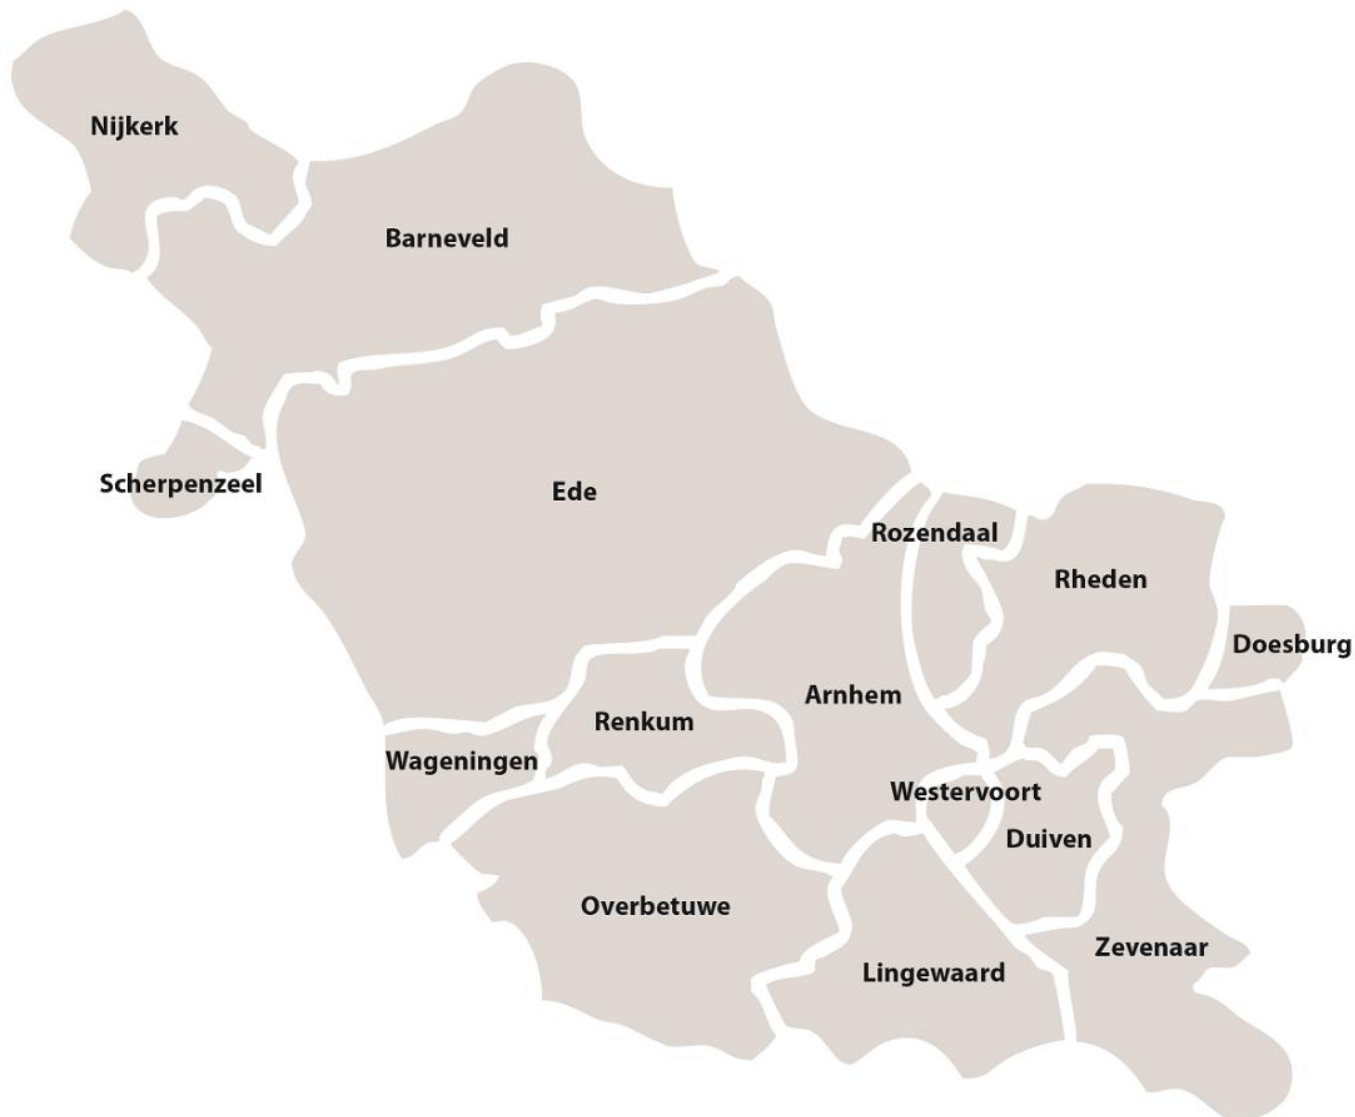 Nijkerk
Barneveld
Scherpenzeel
Ede
Rozendaal
Rheden
Doesburg
Arnhem
Renkum
Wageningen
Westervoort
Duiven
Overbetuwe
Zevenaar
Lingewaard